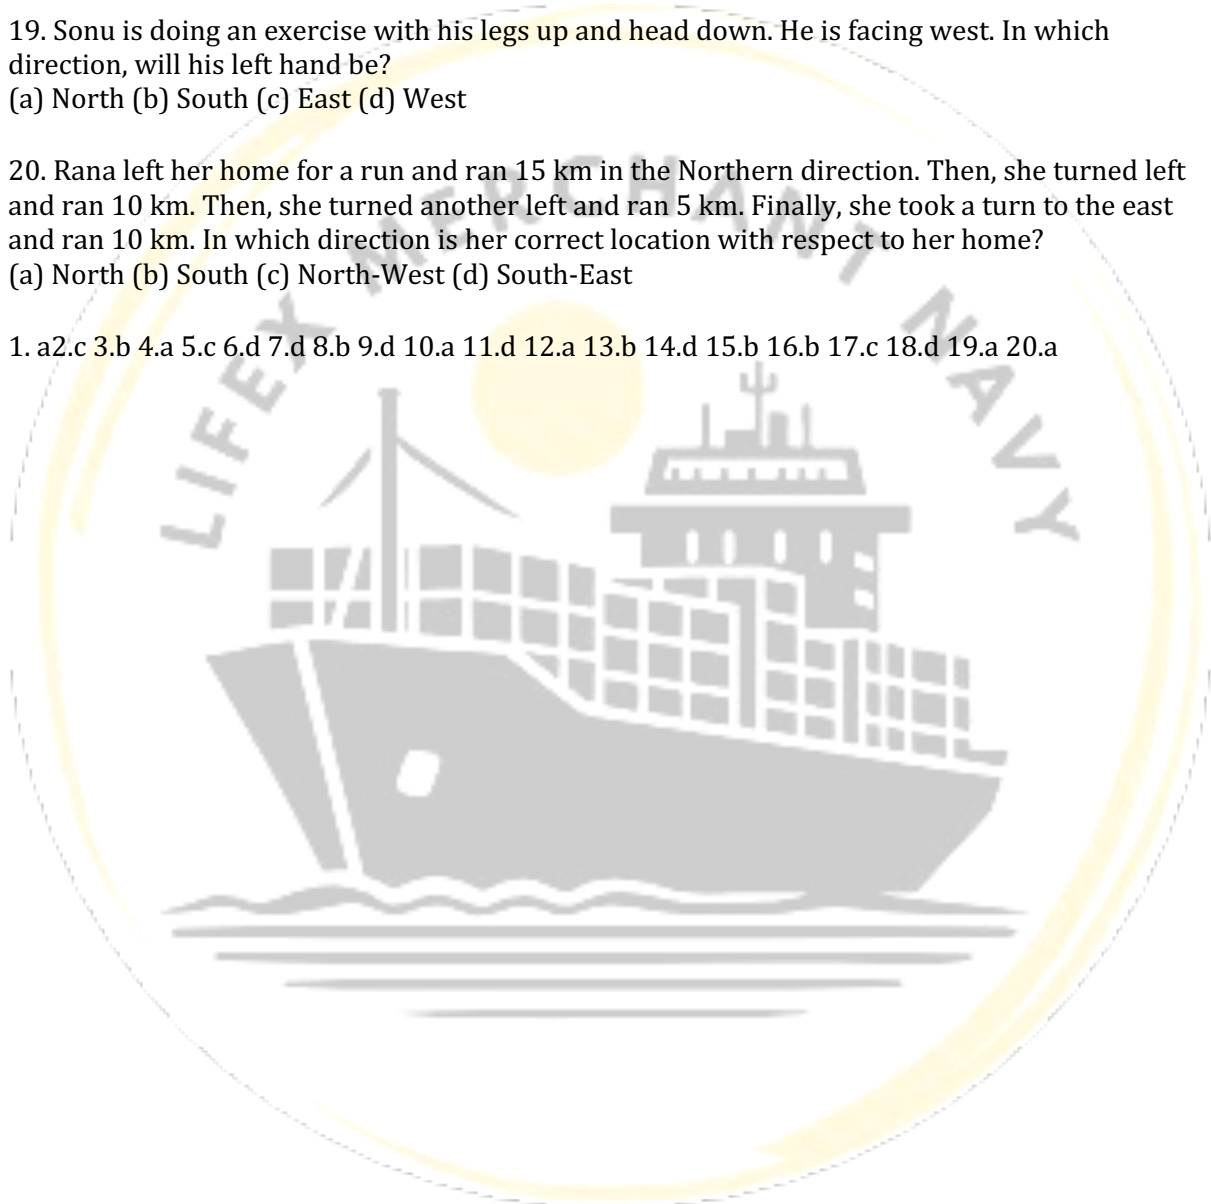 19. Sonu is doing an exercise with his legs up and head down. He is facing west. In which
direction, will his left hand be?
(a) North (b) South (c) East (d) West
20. Rana left her home for a run and ran 15 km in the Northern direction. Then, she turned left
and ran 10 km. Then, she turned another left and ran 5 km. Finally, she took a turn to the east
and ran 10 km. In which direction is her correct location with respect to her home?
(a) North (b) South (c) North-West (d) South-East
1. a2.c 3.b 4.a 5.c 6.d 7.d 8.b 9.d 10.a 11.d 12.a 13.b 14.d 15.b 16.b 17.c 18.d 19.a 20.a
LIFEX MERCHANT NAVY